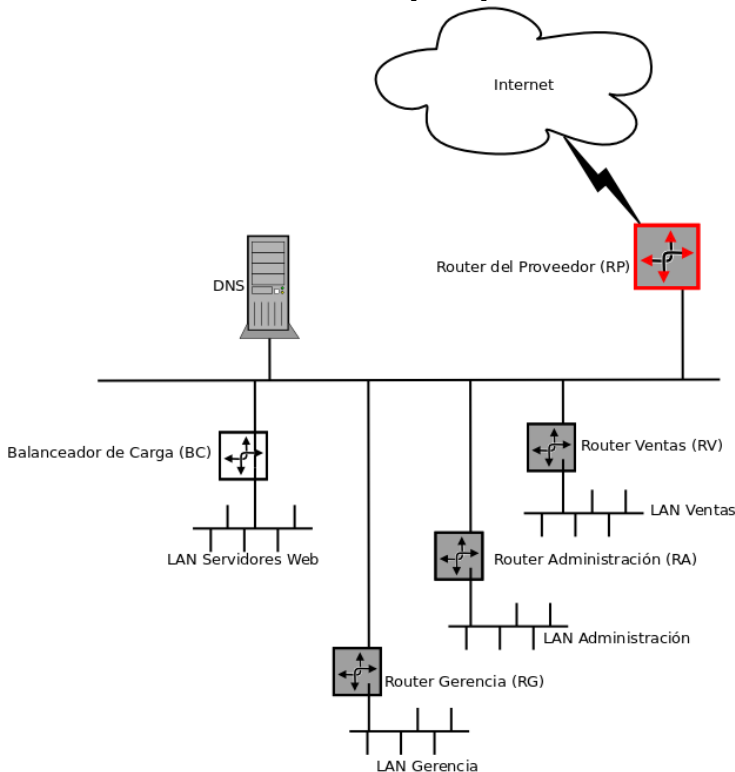 Internet
Router del Proveedor (RP)
DNS
Balanceador de Carga (BC)
Router Ventas (RV)
LAN Ventas
LAN Servidores Web
Router Administración (RA)
LAN Administración
Router Gerencia (RG)
LAN Gerencia